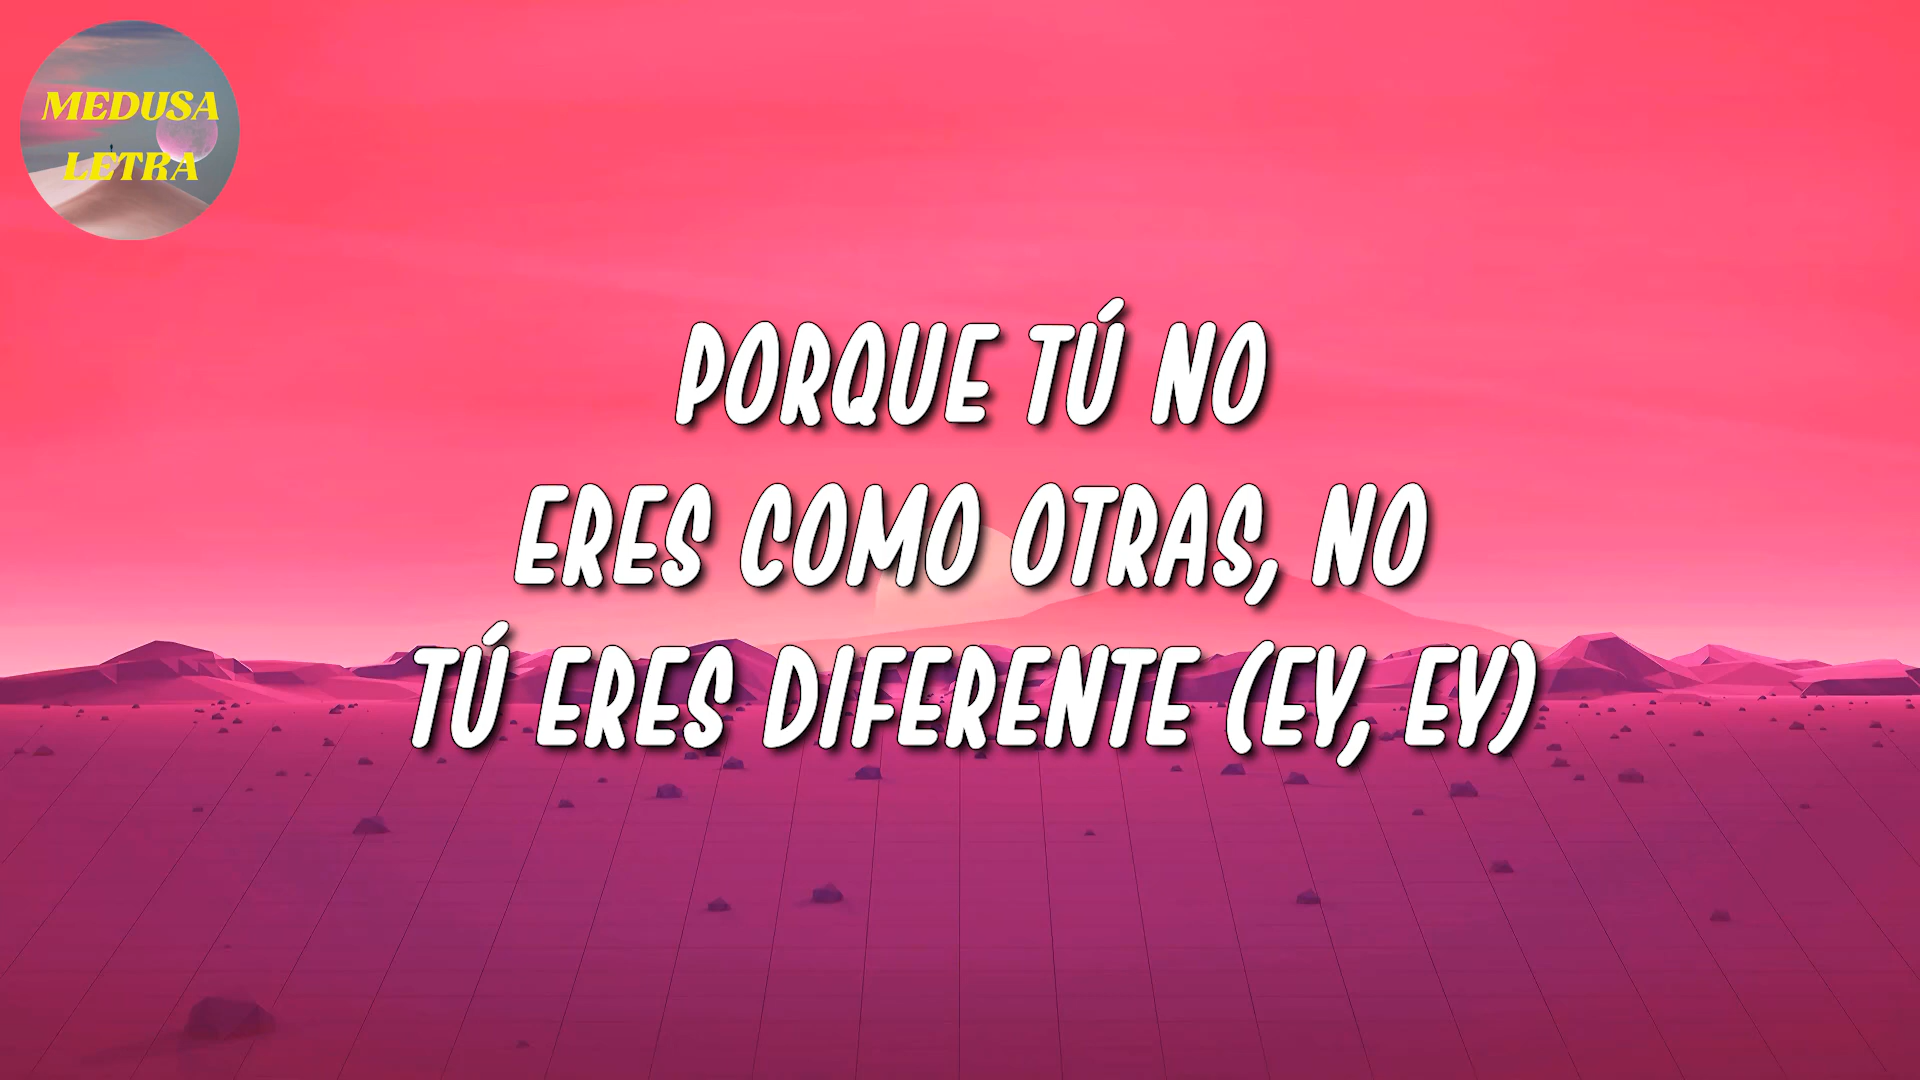 MEDUSA
LETRA
PORQUE TÚ NO
ERES COMO OTRAS, NO
TÚ ERES DIFERENTE (EY, EY)